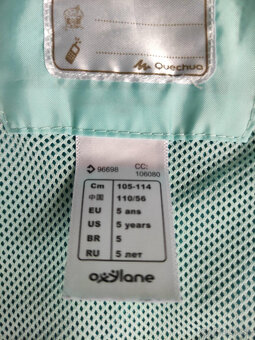 Quechua
96698 CC: 106080
Cm 105-114
中国 110/56
EU 5 ans
US 5 years
BR 5
RU 5 лет
oxylane